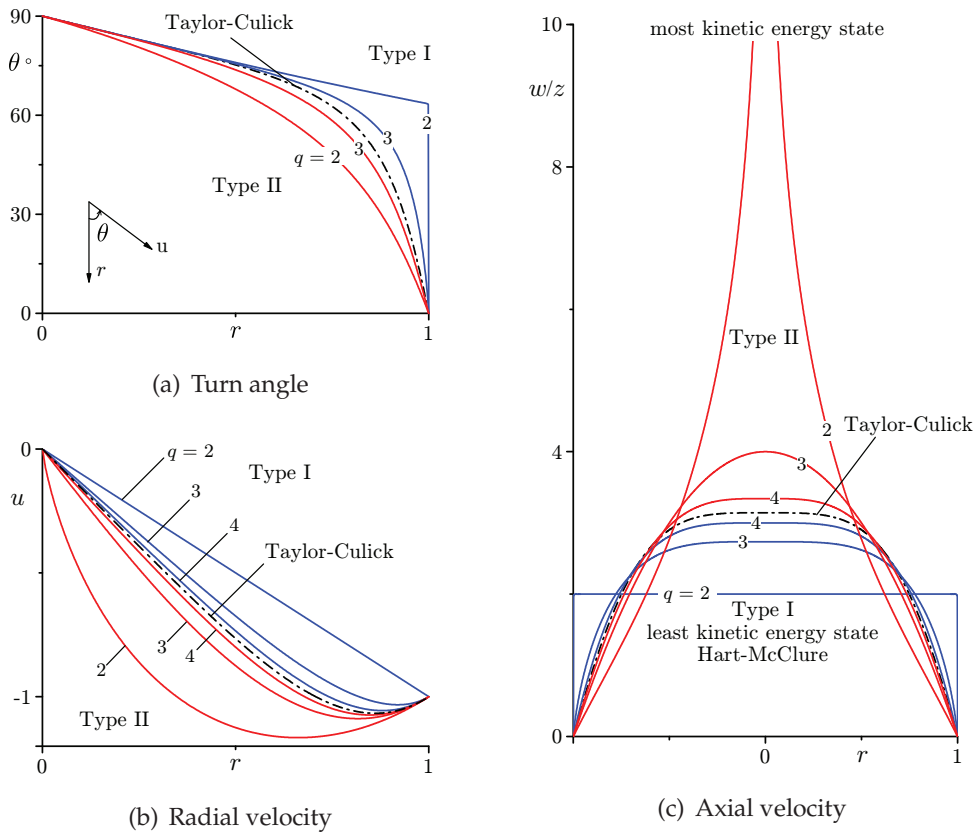 90
θ°
60
30
0
0
r
1
Taylor-Culick
Type I
2
3
3
q = 2
Type II
θ
u
r
(a) Turn angle
0
u
-1
0
r
1
q = 2
Type I
3
4
Taylor-Culick
3
4
2
Type II
(b) Radial velocity
10
w/z
8
4
0
0
r
1
most kinetic energy state
Type II
2
Taylor-Culick
3
4
4
3
q = 2
Type I
least kinetic energy state
Hart-McClure
(c) Axial velocity